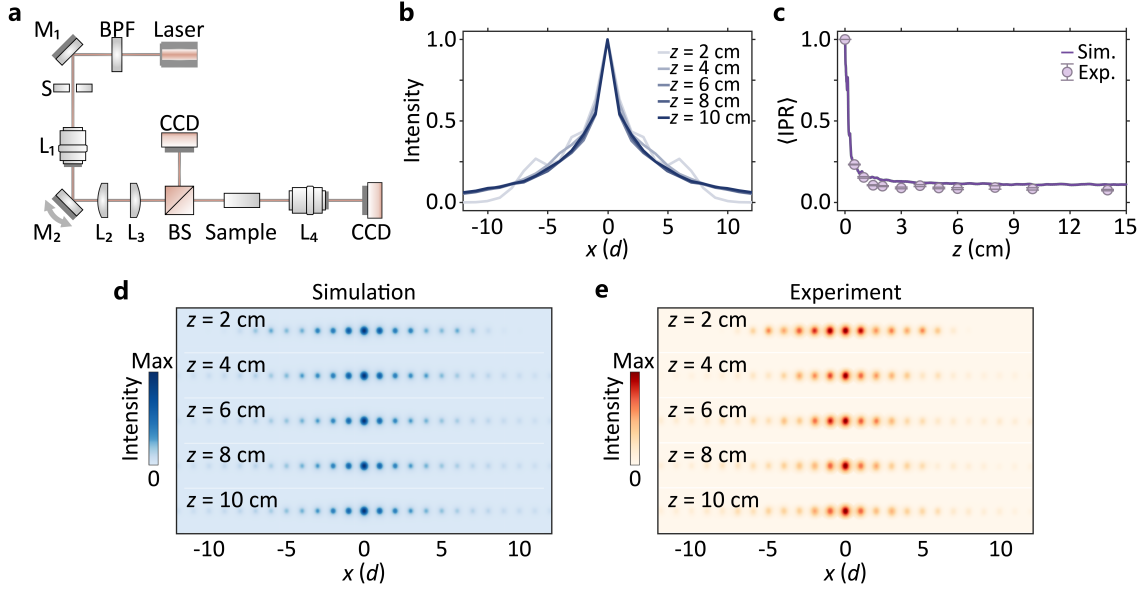 a
M₁
BPF
Laser
S
CCD
L₁
M₂
L₂
L₃
BS
Sample
L₄
CCD
b
Intensity
1.0
0.5
0.0
z = 2 cm
z = 4 cm
z = 6 cm
z = 8 cm
z = 10 cm
-10 -5 0 5 10
x (d)
c
⟨IPR⟩
1.0
0.5
0.0
Sim.
Exp.
0 3 6 9 12 15
z (cm)
d
Simulation
z = 2 cm
z = 4 cm
z = 6 cm
z = 8 cm
z = 10 cm
Max
Intensity
0
-10 -5 0 5 10
x (d)
e
Experiment
z = 2 cm
z = 4 cm
z = 6 cm
z = 8 cm
z = 10 cm
Max
Intensity
0
-10 -5 0 5 10
x (d)